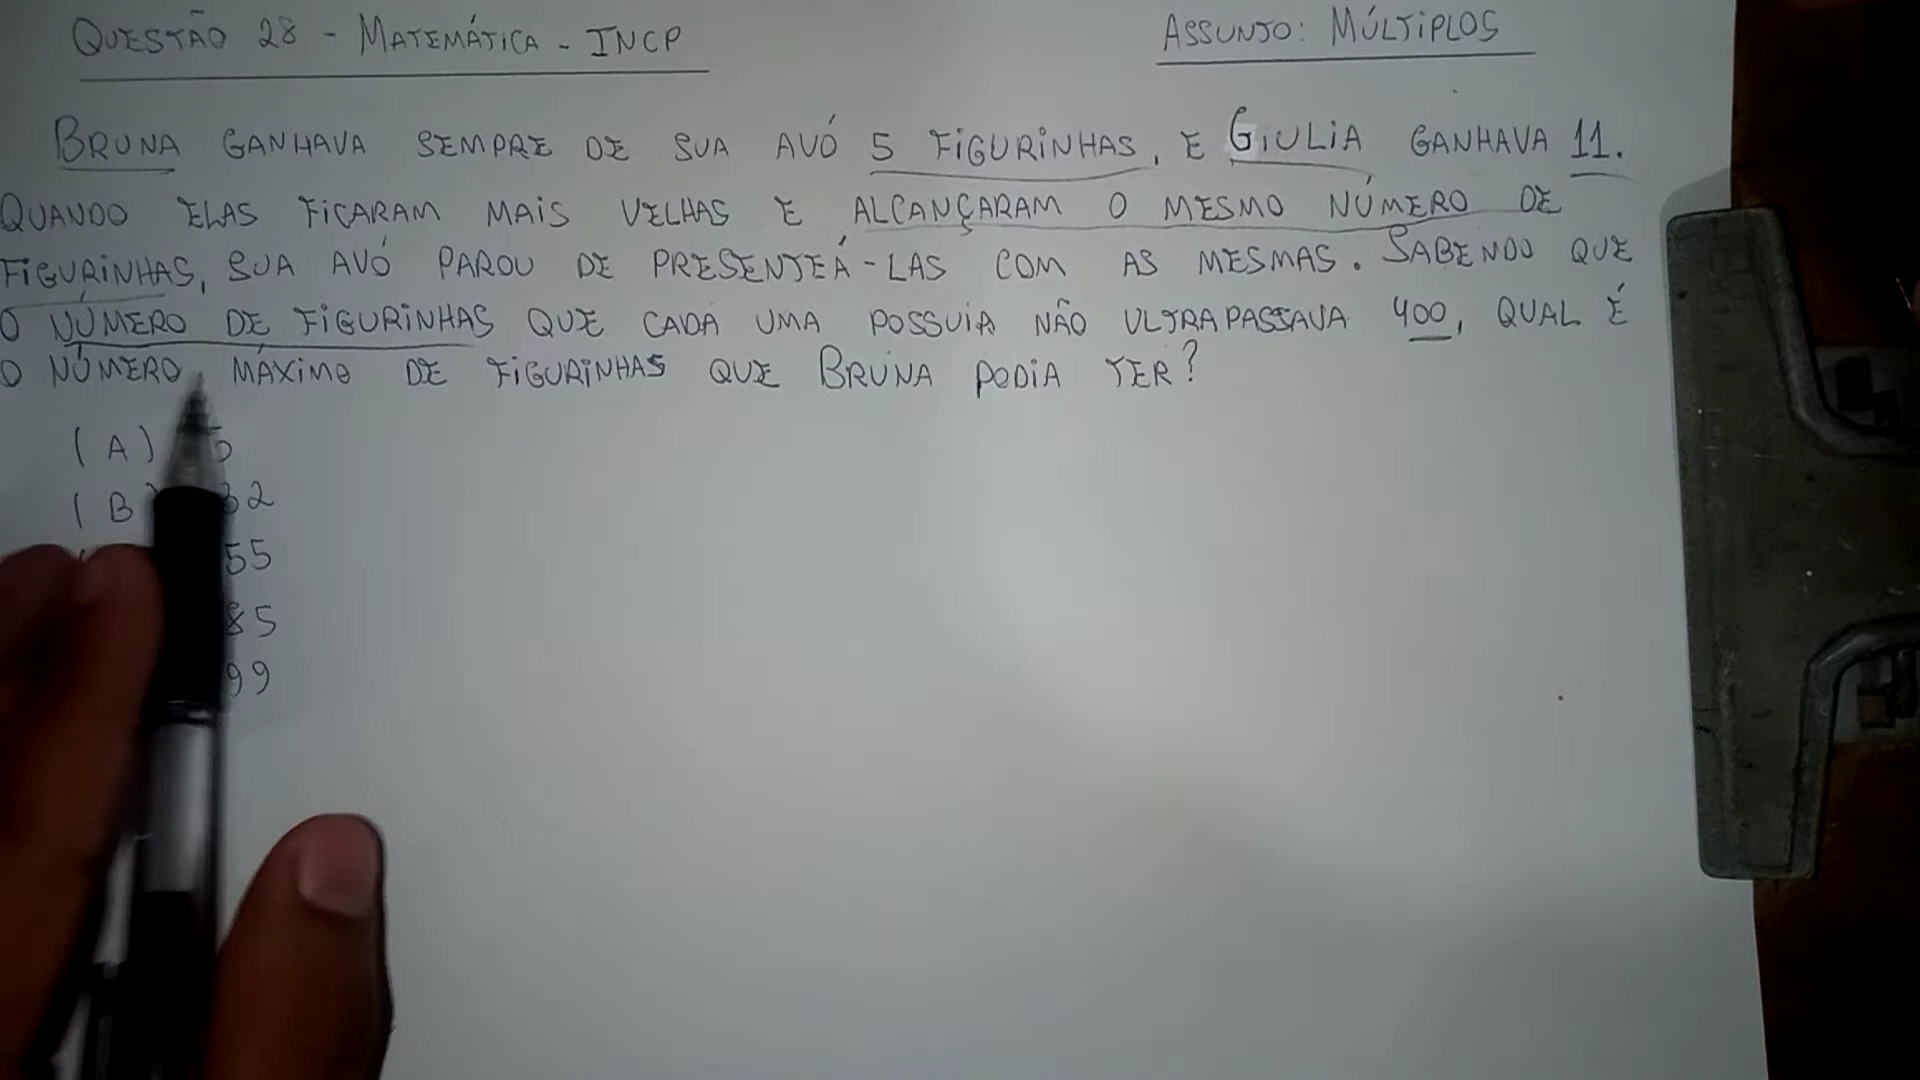 QUESTÃO 28 - MATEMÁTICA - INCP
ASSUNTO: MÚLTIPLOS
BRUNA GANHAVA SEMPRE DE SUA AVÓ 5 FIGURINHAS, E GIULIA GANHAVA 11.
QUANDO ELAS FICARAM MAIS VELHAS E ALCANÇARAM O MESMO NÚMERO DE
FIGURINHAS, SUA AVÓ PAROU DE PRESENTEÁ-LAS COM AS MESMAS. SABENDO QUE
O NÚMERO DE FIGURINHAS QUE CADA UMA POSSUIA NÃO ULTRAPASSAVA 400, QUAL É
O NÚMERO MÁXIMO DE FIGURINHAS QUE BRUNA PODIA TER?
(A)
(B